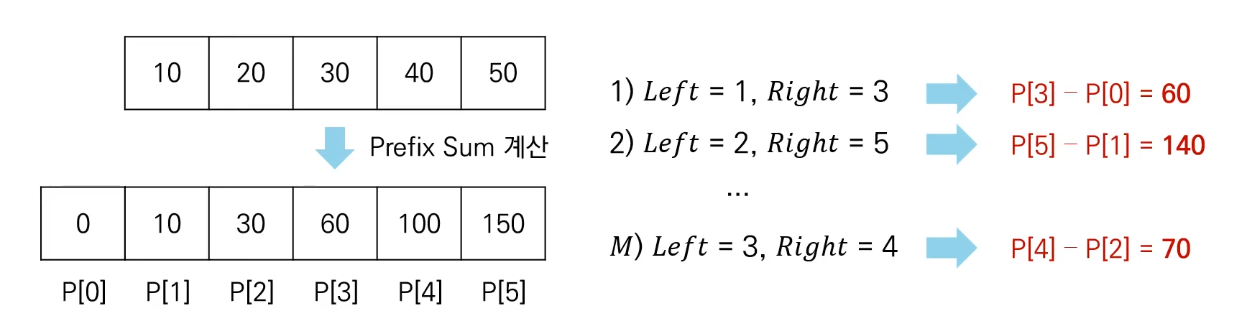 10 20 30 40 50
Prefix Sum 계산
0 10 30 60 100 150
P[0] P[1] P[2] P[3] P[4] P[5]
1) Left = 1, Right = 3 P[3] – P[0] = 60
2) Left = 2, Right = 5 P[5] – P[1] = 140
...
M) Left = 3, Right = 4 P[4] – P[2] = 70